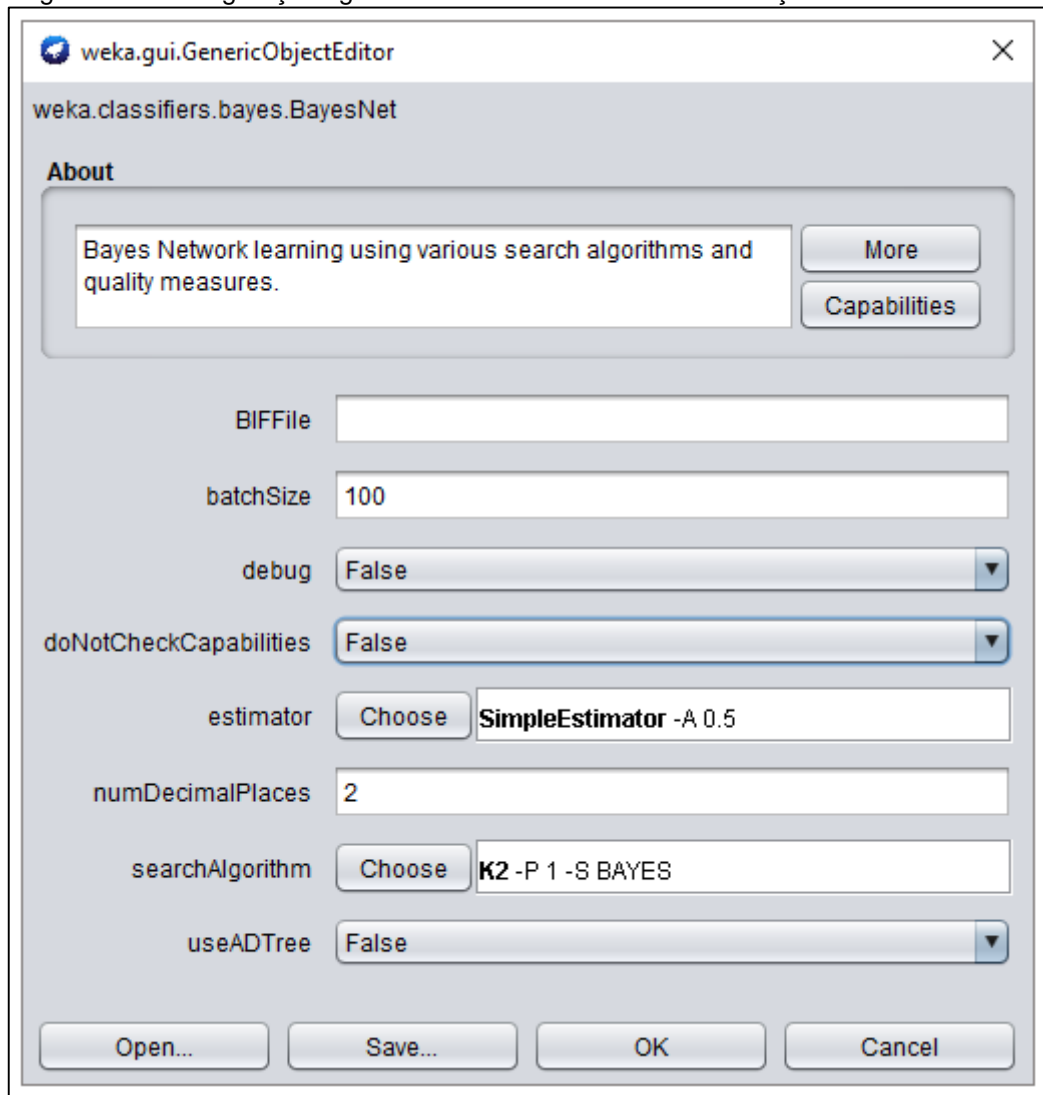 weka.gui.GenericObjectEditor
weka.classifiers.bayes.BayesNet
About
Bayes Network learning using various search algorithms and
quality measures.
More
Capabilities
BIFFile
batchSize 100
debug False
doNotCheckCapabilities False
estimator Choose SimpleEstimator -A 0.5
numDecimalPlaces 2
searchAlgorithm Choose K2 -P 1 -S BAYES
useADTree False
Open... Save... OK Cancel